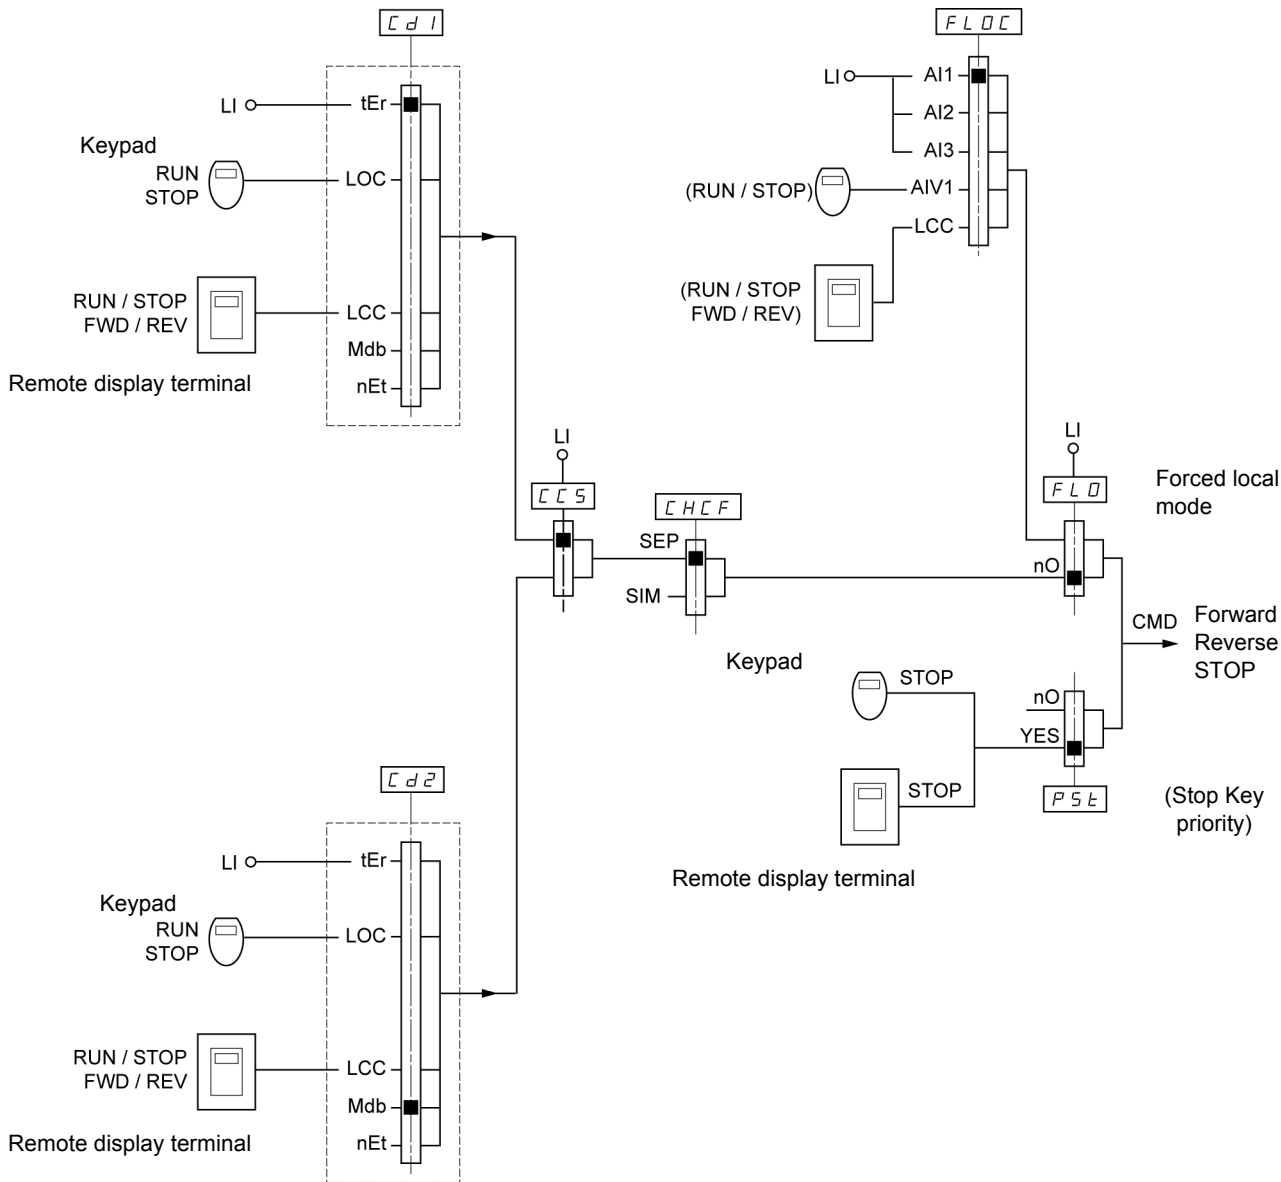 Cd1
LI
tEr
Keypad
RUN
STOP
LOC
RUN / STOP
FWD / REV
LCC
Mdb
nEt
Remote display terminal
FLOC
LI
AI1
AI2
AI3
(RUN / STOP)
AIV1
LCC
(RUN / STOP
FWD / REV)
LI
CCS
CHCF
SEP
SIM
LI
FLO
Forced local
mode
nO
CMD
Forward
Reverse
STOP
Keypad
STOP
nO
YES
STOP
PSt
(Stop Key
priority)
Remote display terminal
Cd2
LI
tEr
Keypad
RUN
STOP
LOC
RUN / STOP
FWD / REV
LCC
Mdb
nEt
Remote display terminal